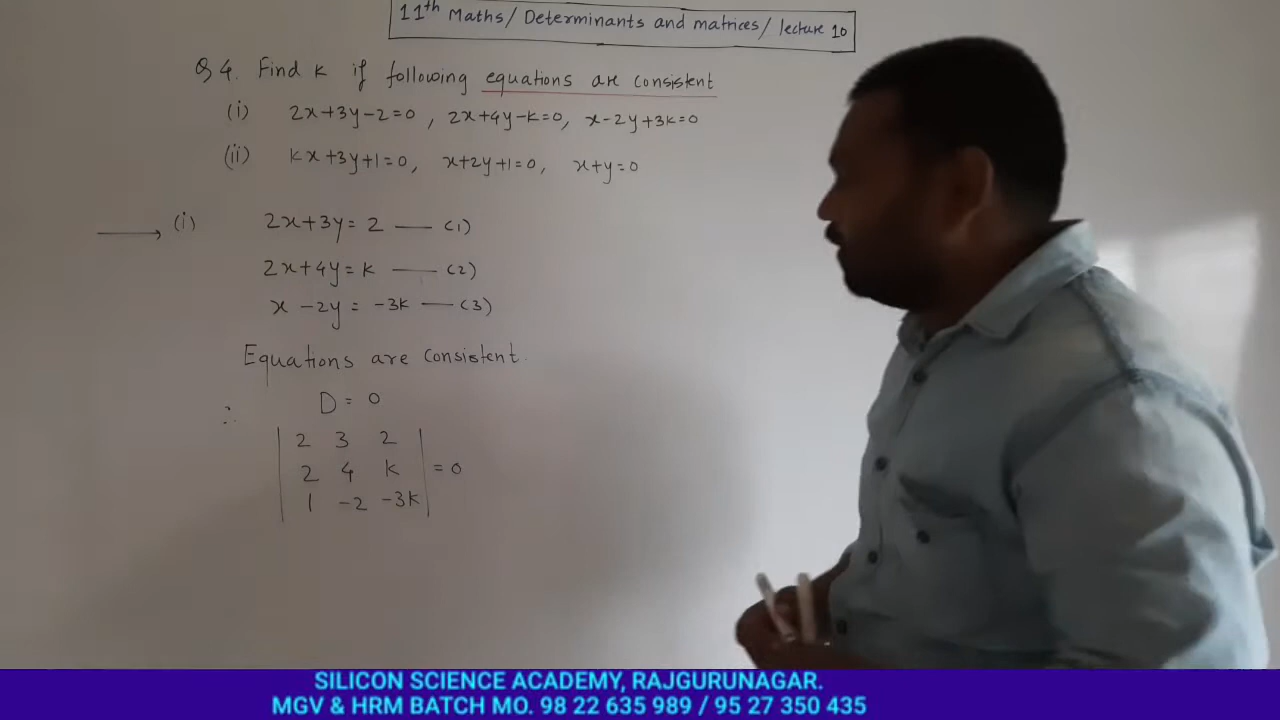 11th Maths/ Determinants and matrices/ lecture 10
Q 4. Find k if following equations are consistent
(i) 2x+3y-2=0 , 2x+4y-k=0, x-2y+3k=0
(ii) kx+3y+1=0, x+2y+1=0, x+y=0
(i) 2x+3y= 2 — (1)
2x+4y= k — (2)
x -2y = -3k — (3)
Equations are consistent.
∴ D = 0
| 2 3 2 |
| 2 4 k | = 0
| 1 -2 -3k |
SILICON SCIENCE ACADEMY, RAJGURUNAGAR.
MGV & HRM BATCH MO. 98 22 635 989 / 95 27 350 435